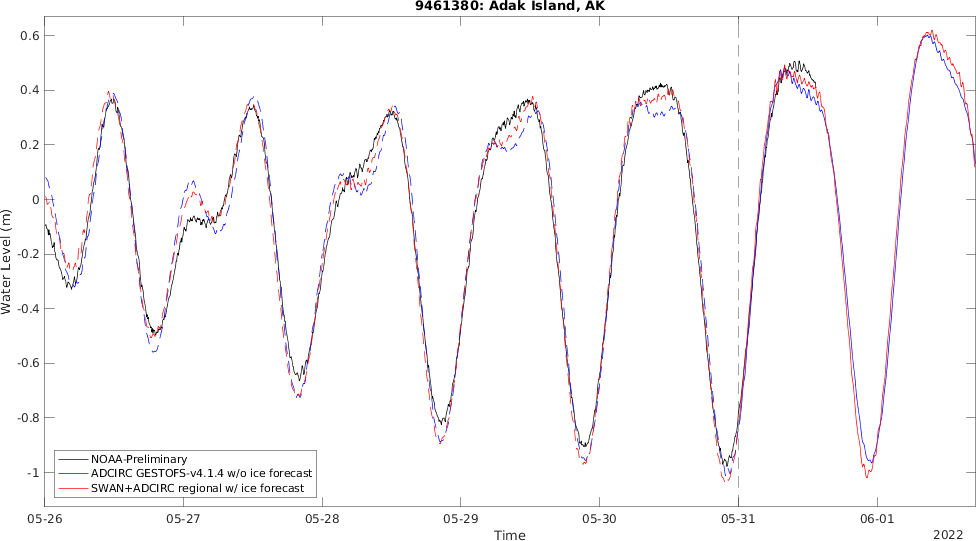 9461380: Adak Island, AK
0.6
0.4
0.2
0
-0.2
-0.4
-0.6
-0.8
-1
Water Level (m)
NOAA-Preliminary
ADCIRC GESTOFS-v4.1.4 w/o ice forecast
SWAN+ADCIRC regional w/ ice forecast
05-26
05-27
05-28
05-29
05-30
05-31
06-01
Time
2022